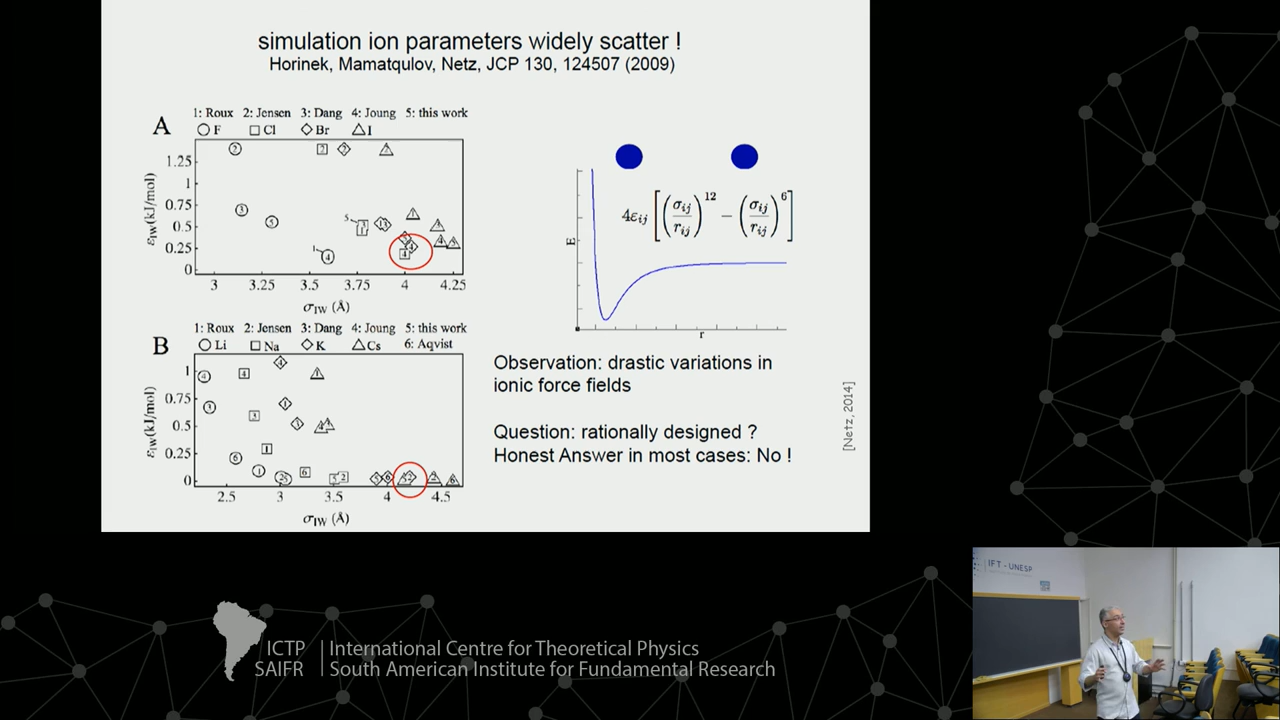 simulation ion parameters widely scatter !
Horinek, Mamatqulov, Netz, JCP 130, 124507 (2009)
A
1: Roux 2: Jensen 3: Dang 4: Joung 5: this work
F Cl Br I
εIW(kJ/mol)
1.25
1
0.75
0.5
0.25
0
3 3.25 3.5 3.75 4 4.25
σIW (Å)
B
1: Roux 2: Jensen 3: Dang 4: Joung 5: this work
Li Na K Cs 6: Aqvist
εIW(kJ/mol)
1
0.75
0.5
0.25
0
2.5 3 3.5 4 4.5
σIW (Å)
4εij [(σij/rij)^12 − (σij/rij)^6]
E
r
Observation: drastic variations in
ionic force fields
Question: rationally designed ?
Honest Answer in most cases: No !
[Netz, 2014]
IFT - UNESP
ICTP
SAIFR
International Centre for Theoretical Physics
South American Institute for Fundamental Research